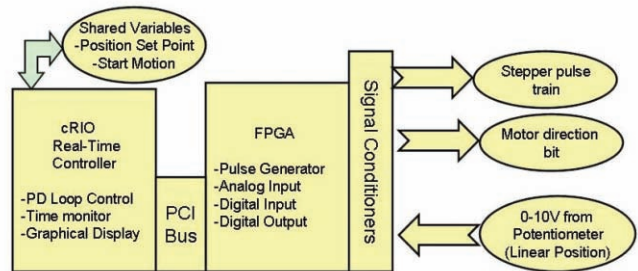 Shared Variables
-Position Set Point
-Start Motion
cRIO
Real-Time
Controller
-PD Loop Control
-Time monitor
-Graphical Display
PCI
Bus
FPGA
-Pulse Generator
-Analog Input
-Digital Input
-Digital Output
Signal Conditioners
Stepper pulse
train
Motor direction
bit
0-10V from
Potentiometer
(Linear Position)